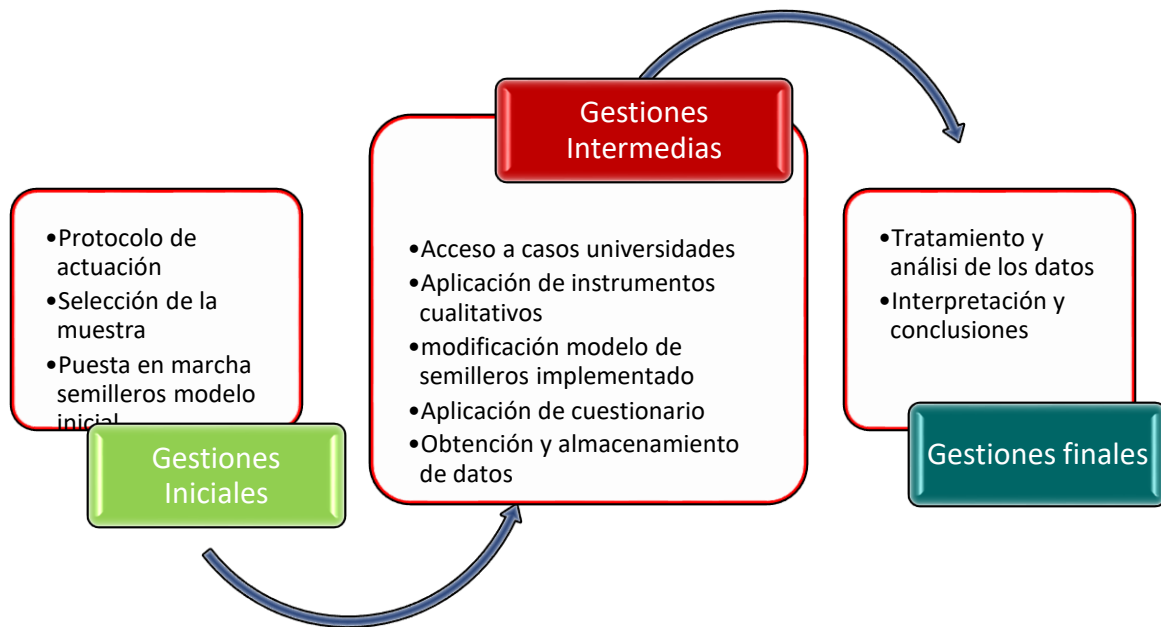 •Protocolo de
actuación
•Selección de la
muestra
•Puesta en marcha
semilleros modelo
inicial
Gestiones
Iniciales
Gestiones
Intermedias
•Acceso a casos universidades
•Aplicación de instrumentos
cualitativos
•modificación modelo de
semilleros implementado
•Aplicación de cuestionario
•Obtención y almacenamiento
de datos
•Tratamiento y
análisi de los datos
•Interpretación y
conclusiones
Gestiones finales